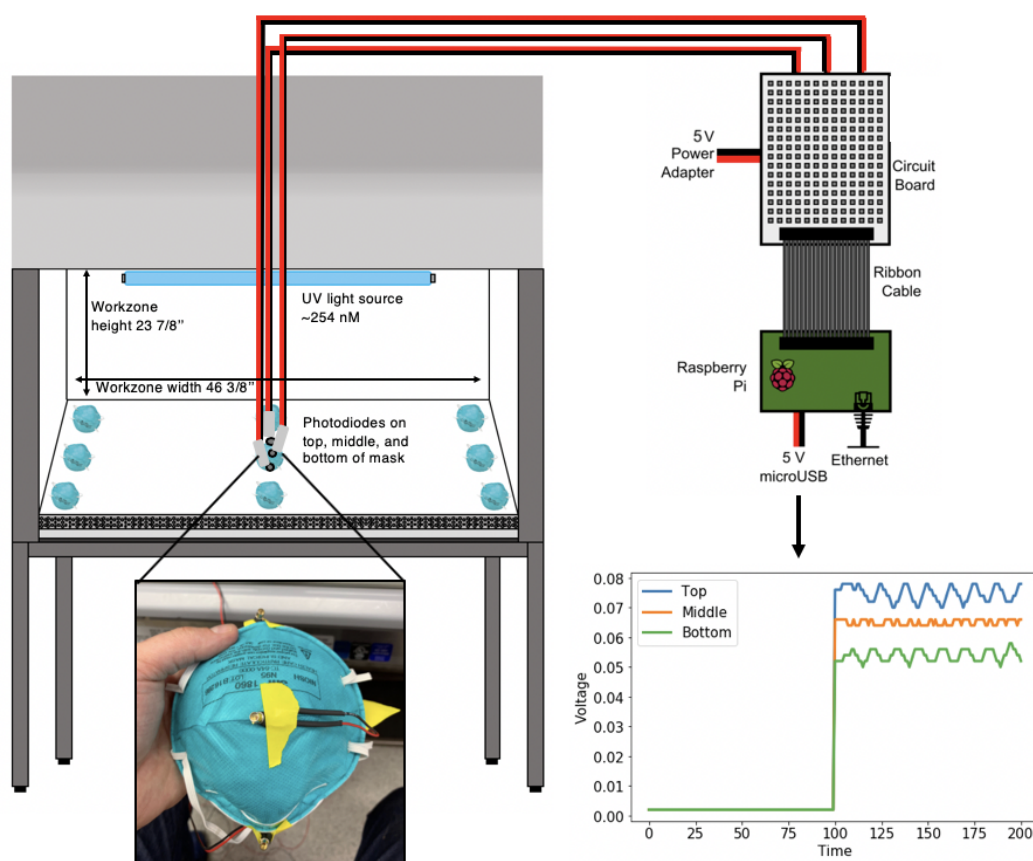 5 V
Power
Adapter
Circuit
Board
Ribbon
Cable
Workzone
height 23 7/8”
UV light source
~254 nM
Workzone width 46 3/8”
Raspberry
Pi
Photodiodes on
top, middle, and
bottom of mask
5 V
microUSB
Ethernet
1860
N95
NIOSH
Top
Middle
Bottom
Voltage
0.08
0.07
0.06
0.05
0.04
0.03
0.02
0.01
0.00
0
25
50
75
100
125
150
175
200
Time